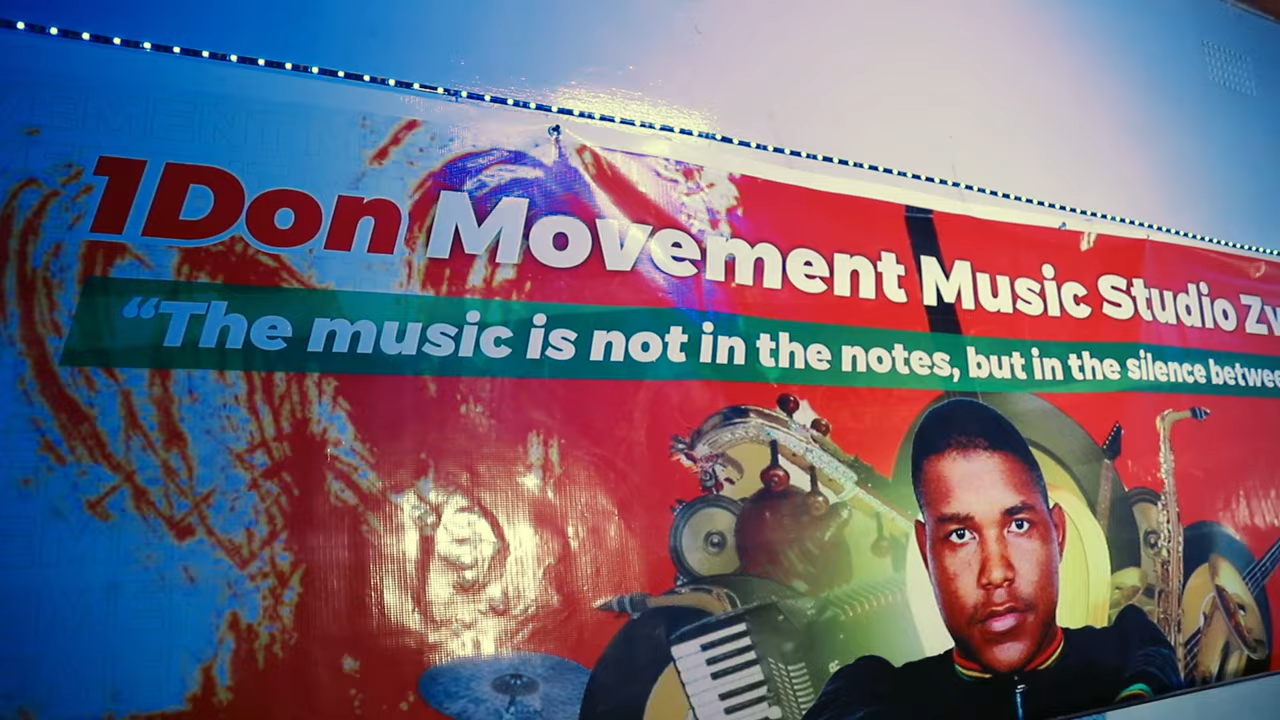 1Don Movement Music Studio
“The music is not in the notes, but in the silence